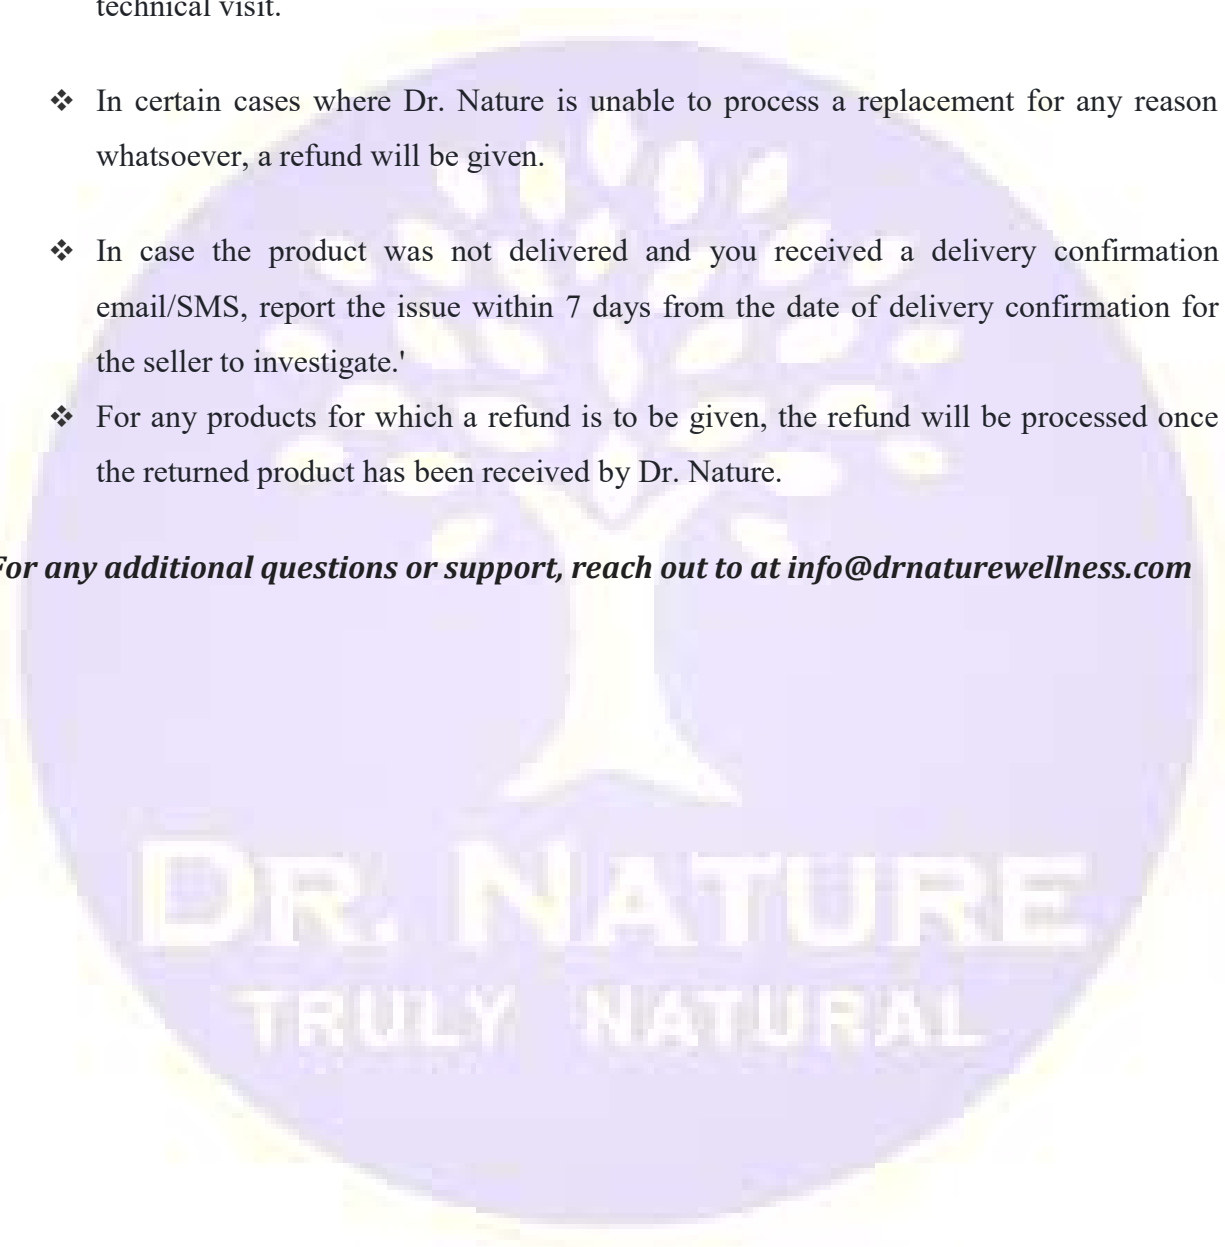 technical visit.
❖ In certain cases where Dr. Nature is unable to process a replacement for any reason
whatsoever, a refund will be given.
❖ In case the product was not delivered and you received a delivery confirmation
email/SMS, report the issue within 7 days from the date of delivery confirmation for
the seller to investigate.'
❖ For any products for which a refund is to be given, the refund will be processed once
the returned product has been received by Dr. Nature.
For any additional questions or support, reach out to at info@drnaturewellness.com
DR. NATURE
TRULY NATURAL